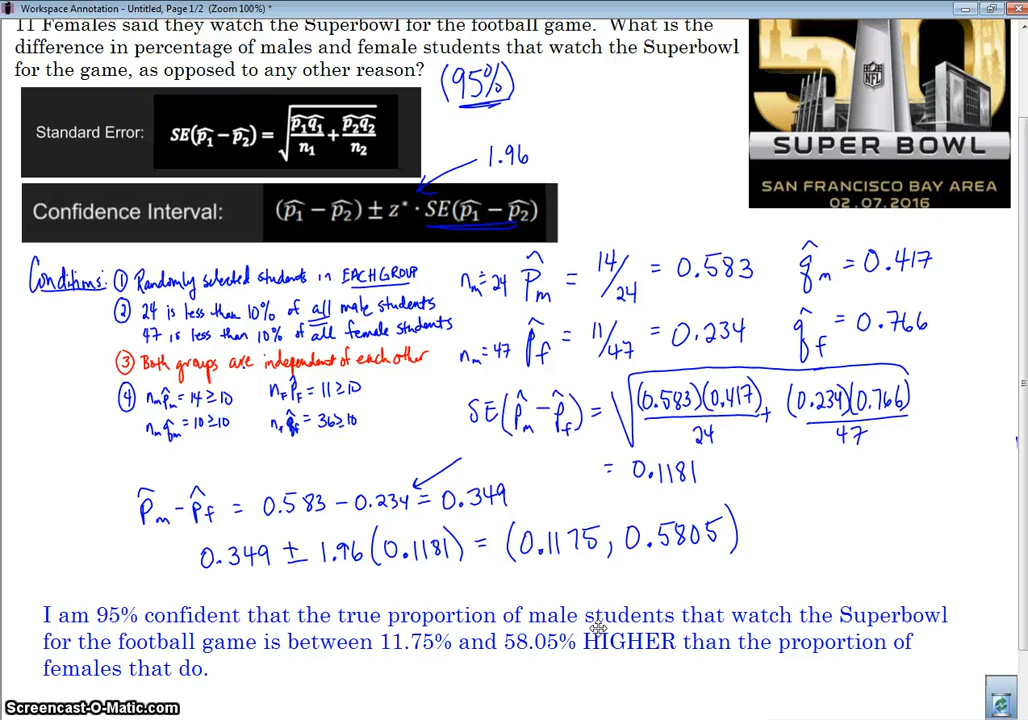 Workspace Annotation - Untitled, Page 1/2 (Zoom 100%) *
11 Females said they watch the Superbowl for the football game. What is the
difference in percentage of males and female students that watch the Superbowl
for the game, as opposed to any other reason?
(95%)
50
NFL
SUPER BOWL
SAN FRANCISCO BAY AREA
02.07.2016
Standard Error: SE(p̂₁ − p̂₂) = √(p̂₁q̂₁/n₁ + p̂₂q̂₂/n₂)
1.96
Confidence Interval: (p̂₁ − p̂₂) ± z* · SE(p̂₁ − p̂₂)
Conditions: ① Randomly selected students in EACH GROUP
② 24 is less than 10% of all male students
47 is less than 10% of all female students
③ Both groups are independent of each other
④ nₘp̂ₘ = 14 ≥ 10 n_F p̂_F = 11 ≥ 10
nₘq̂ₘ = 10 ≥ 10 n_F q̂_F = 36 ≥ 10
nₘ = 24 p̂ₘ = 14/24 = 0.583 q̂ₘ = 0.417
nₘ = 47 p̂_f = 11/47 = 0.234 q̂_f = 0.766
SE(p̂ₘ − p̂_f) = √((0.583)(0.417)/24 + (0.234)(0.766)/47)
= 0.1181
p̂ₘ − p̂_f = 0.583 − 0.234 = 0.349
0.349 ± 1.96(0.1181) = (0.1175, 0.5805)
I am 95% confident that the true proportion of male students that watch the Superbowl
for the football game is between 11.75% and 58.05% HIGHER than the proportion of
females that do.
Screencast-O-Matic.com